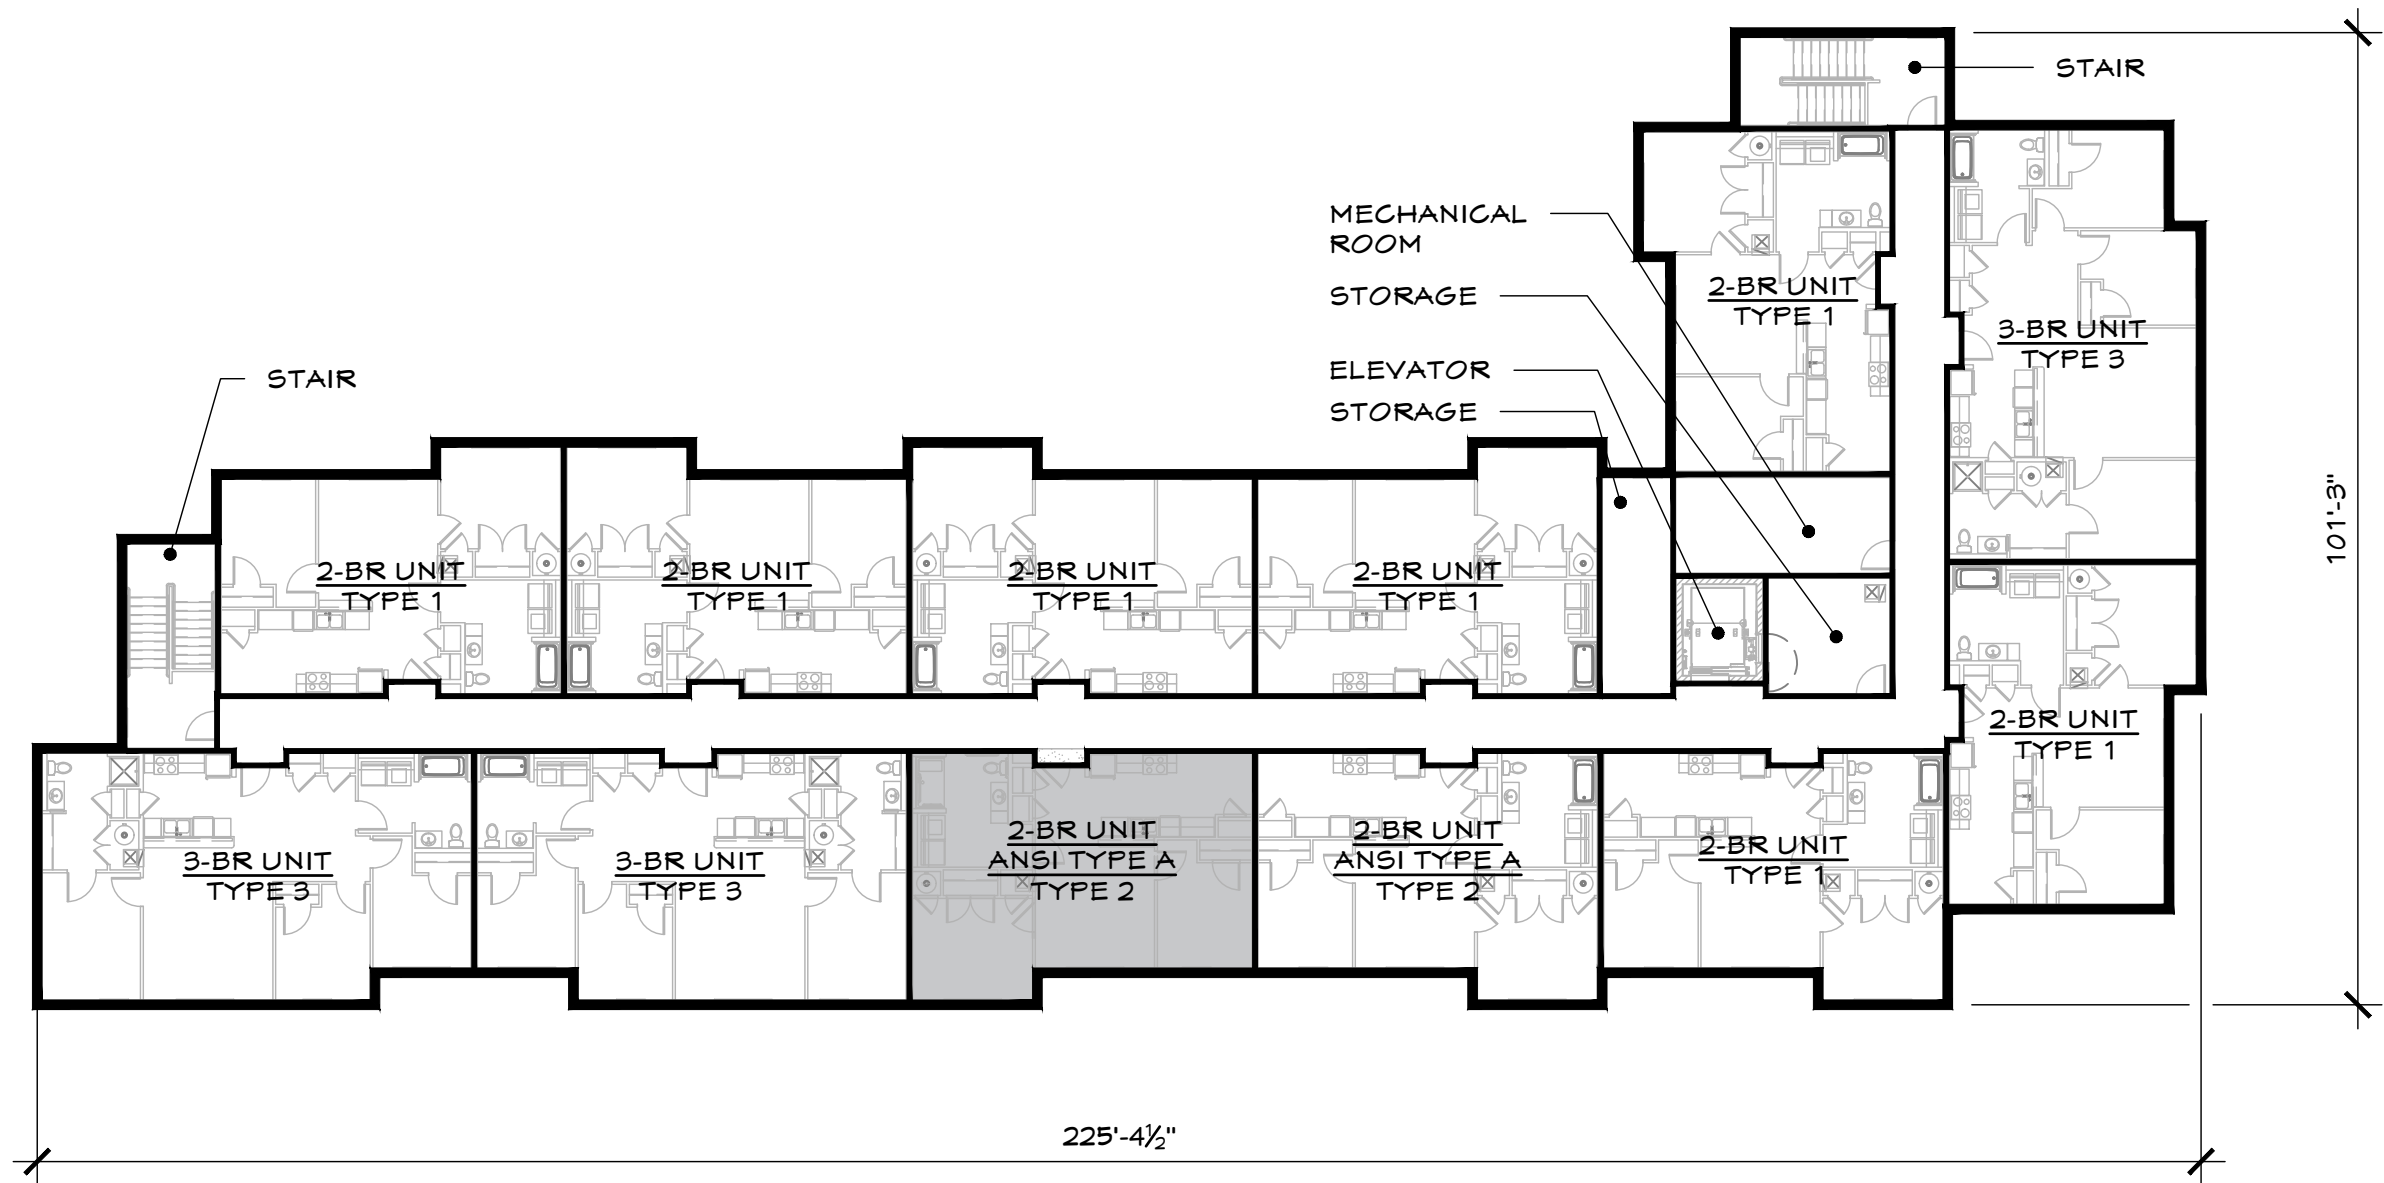 STAIR
MECHANICAL
ROOM
STORAGE
2-BR UNIT
TYPE 1
3-BR UNIT
TYPE 3
ELEVATOR
STORAGE
STAIR
101'-3"
2-BR UNIT
TYPE 1
2-BR UNIT
TYPE 1
2-BR UNIT
TYPE 1
2-BR UNIT
TYPE 1
2-BR UNIT
TYPE 1
3-BR UNIT
TYPE 3
3-BR UNIT
TYPE 3
2-BR UNIT
ANSI TYPE A
TYPE 2
2-BR UNIT
ANSI TYPE A
TYPE 2
2-BR UNIT
TYPE 1
225'-4½"